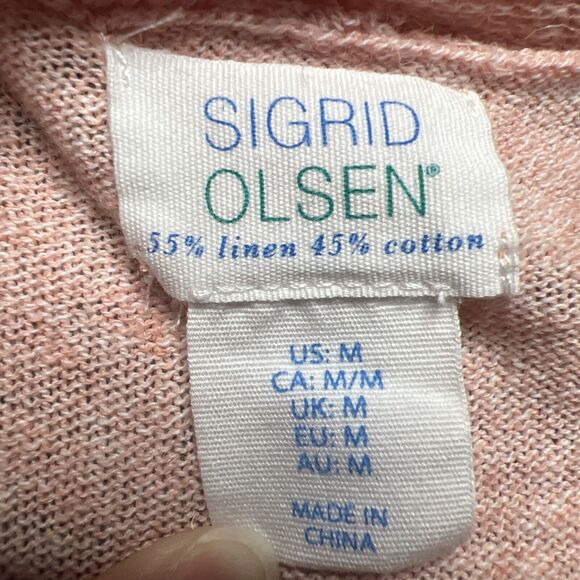 SIGRID
OLSEN®
55% linen 45% cotton
US: M
CA: M/M
UK: M
EU: M
AU: M
MADE IN
CHINA